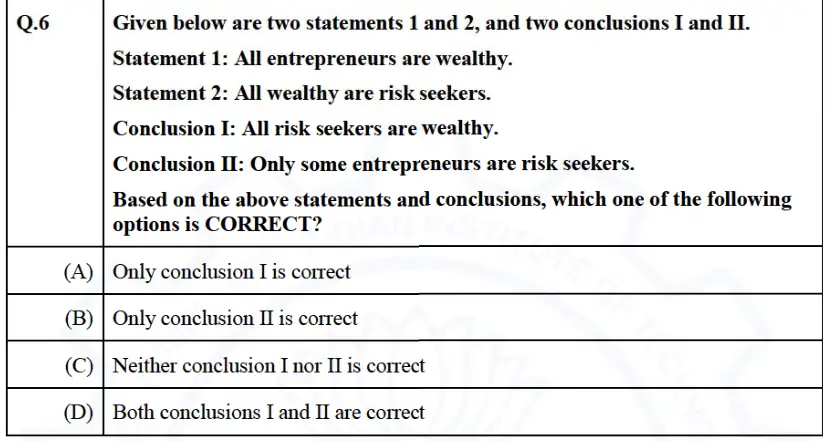 Q.6 Given below are two statements 1 and 2, and two conclusions I and II.
Statement 1: All entrepreneurs are wealthy.
Statement 2: All wealthy are risk seekers.
Conclusion I: All risk seekers are wealthy.
Conclusion II: Only some entrepreneurs are risk seekers.
Based on the above statements and conclusions, which one of the following
options is CORRECT?
(A) Only conclusion I is correct
(B) Only conclusion II is correct
(C) Neither conclusion I nor II is correct
(D) Both conclusions I and II are correct